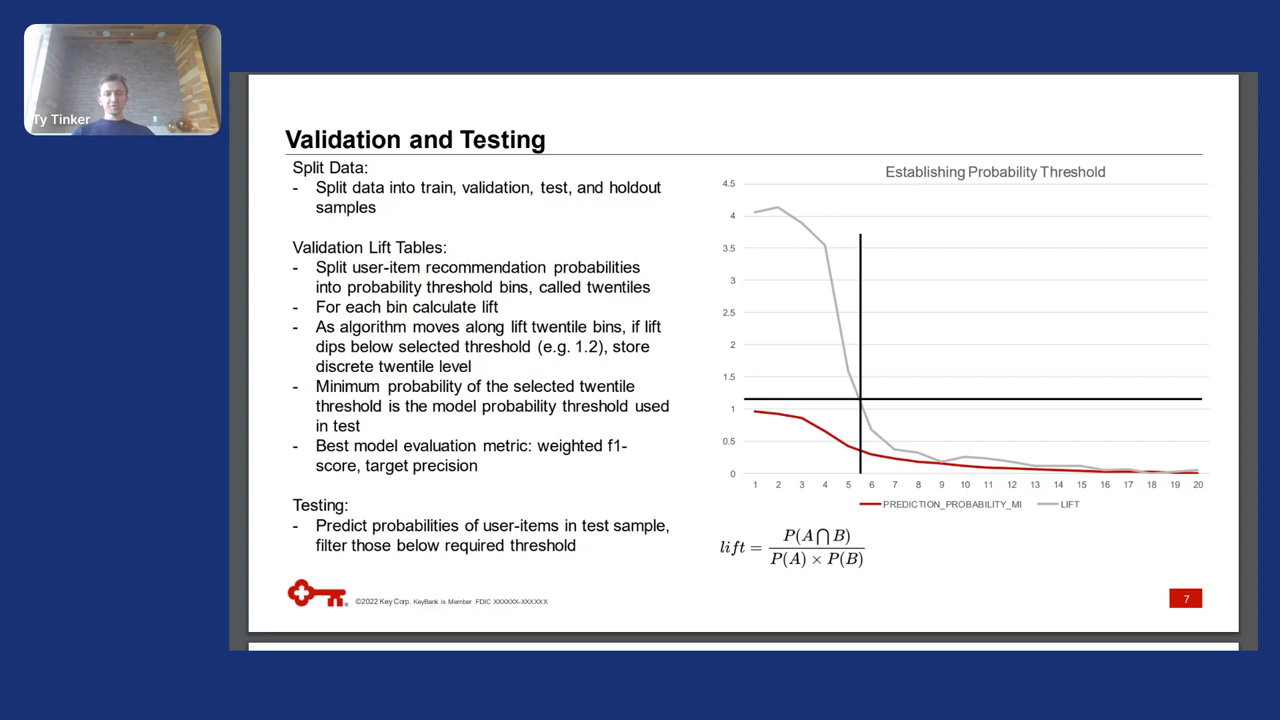 Ty Tinker
Validation and Testing
Split Data:
- Split data into train, validation, test, and holdout
samples
Validation Lift Tables:
- Split user-item recommendation probabilities
into probability threshold bins, called twentiles
- For each bin calculate lift
- As algorithm moves along lift twentile bins, if lift
dips below selected threshold (e.g. 1.2), store
discrete twentile level
- Minimum probability of the selected twentile
threshold is the model probability threshold used
in test
- Best model evaluation metric: weighted f1-
score, target precision
Testing:
- Predict probabilities of user-items in test sample,
filter those below required threshold
Establishing Probability Threshold
4.5
4
3.5
3
2.5
2
1.5
1
0.5
0
1 2 3 4 5 6 7 8 9 10 11 12 13 14 15 16 17 18 19 20
PREDICTION_PROBABILITY_MI LIFT
lift = P(A ⋂ B) / P(A) × P(B)
©2022 Key Corp. KeyBank is Member FDIC XXXXXX-XXXXXX
7